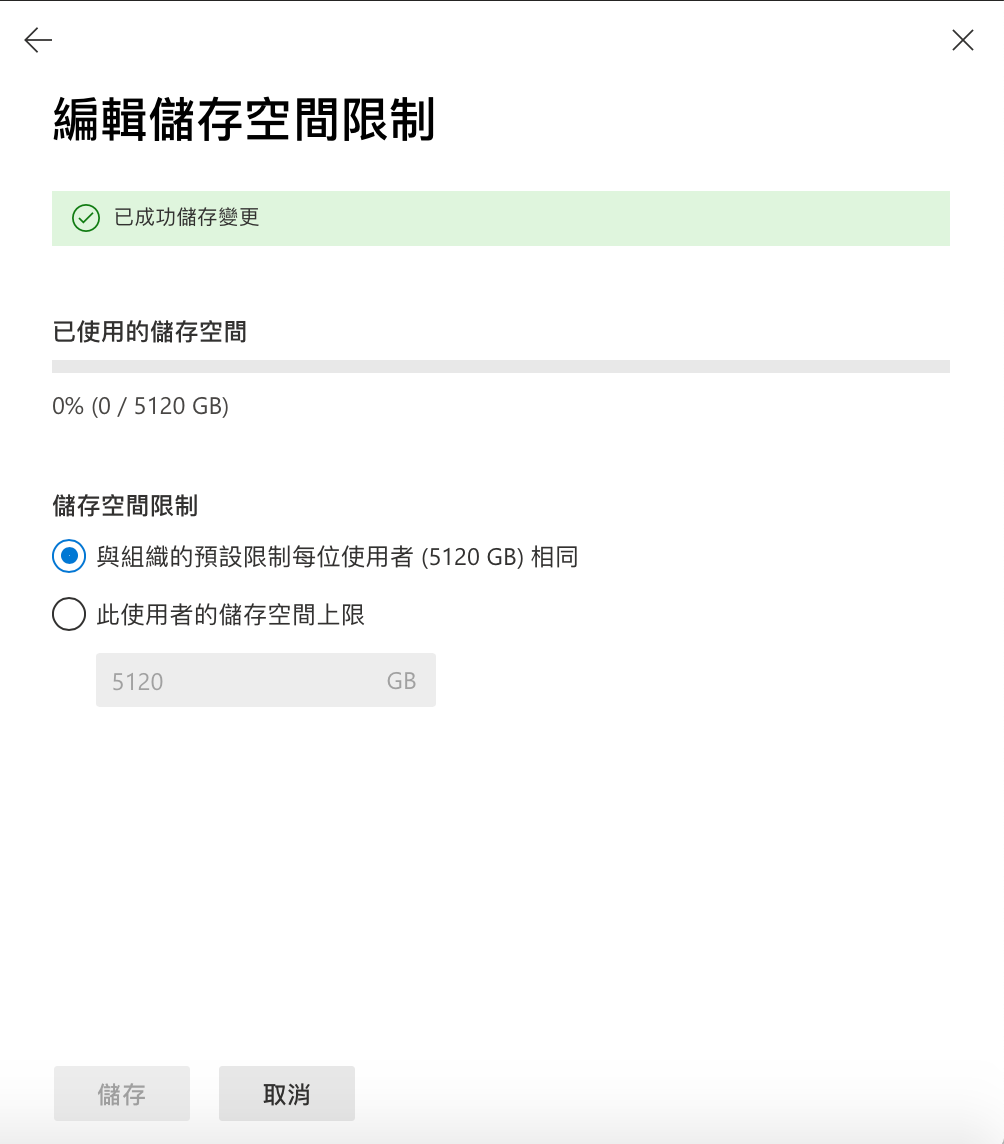 編輯儲存空間限制
已成功儲存變更
已使用的儲存空間
0% (0 / 5120 GB)
儲存空間限制
與組織的預設限制每位使用者 (5120 GB) 相同
此使用者的儲存空間上限
5120 GB
儲存 取消